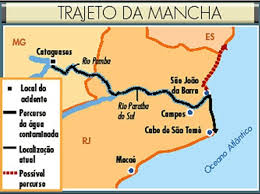 TRAJETO DA MANCHA
MG
ES
Cataguases
Rio Pomba
Local do
acidente
São João
da Barra
Percurso
da água
contaminada
Rio Paraíba
do Sul
Campos
Localização
atual
Cabo de São Tomé
RJ
Possível
percurso
Macaé
Oceano Atlântico